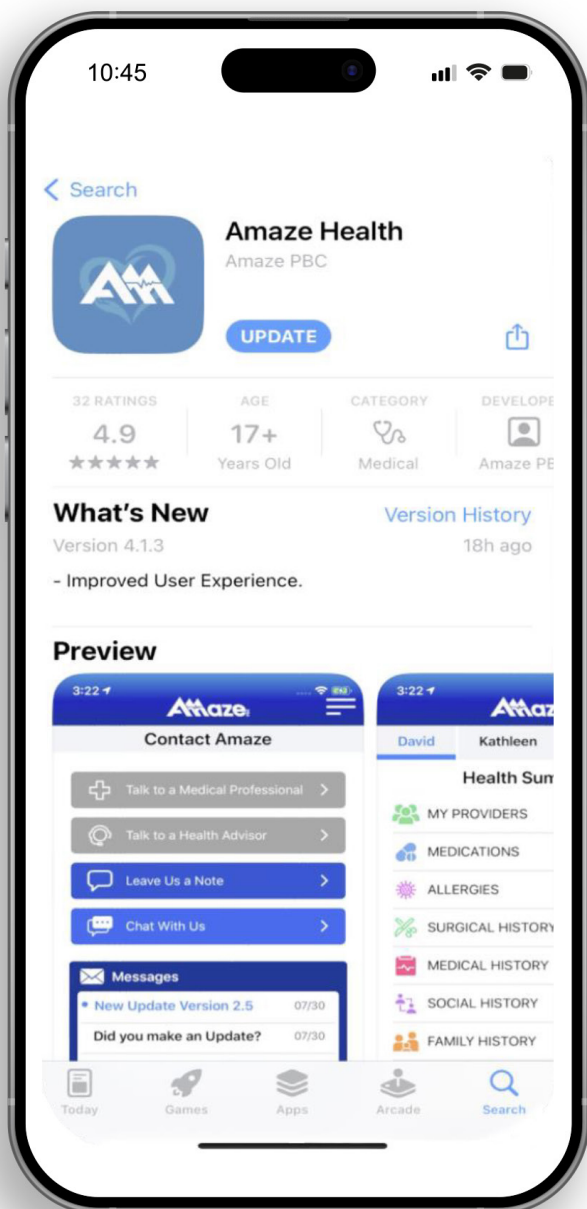 10:45
Search
AMa
Amaze Health
Amaze PBC
UPDATE
32 RATINGS
AGE
CATEGORY
DEVELOPE
4.9
17+
Years Old
Medical
Amaze PE
What's New
Version History
Version 4.1.3
18h ago
- Improved User Experience.
Preview
3:22
AMaze
Contact Amaze
Talk to a Medical Professional
Talk to a Health Advisor
Leave Us a Note
Chat With Us
Messages
New Update Version 2.5 07/30
Did you make an Update? 07/30
3:22
AMaz
David Kathleen
Health Sum
MY PROVIDERS
MEDICATIONS
ALLERGIES
SURGICAL HISTORY
MEDICAL HISTORY
SOCIAL HISTORY
FAMILY HISTORY
Today Games Apps Arcade Search